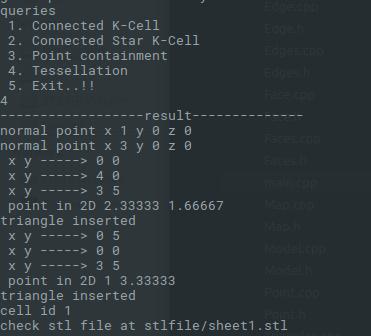 queries
1. Connected K-Cell
2. Connected Star K-Cell
3. Point containment
4. Tessellation
5. Exit..!!
4
-----------------result--------------
normal point x 1 y 0 z 0
normal point x 3 y 0 z 0
x y -----> 0 0
x y -----> 4 0
x y -----> 3 5
point in 2D 2.33333 1.66667
triangle inserted
x y -----> 0 5
x y -----> 0 0
x y -----> 3 5
point in 2D 1 3.33333
triangle inserted
cell id 1
check stl file at stlfile/sheet1.stl
Edge.cpp
Edge.h
Edges.cpp
Edges.h
Face.cpp
Faces.cpp
Faces.h
main.cpp
Map.cpp
Map.h
Model.cpp
Model.h
Point.cpp
Point.h